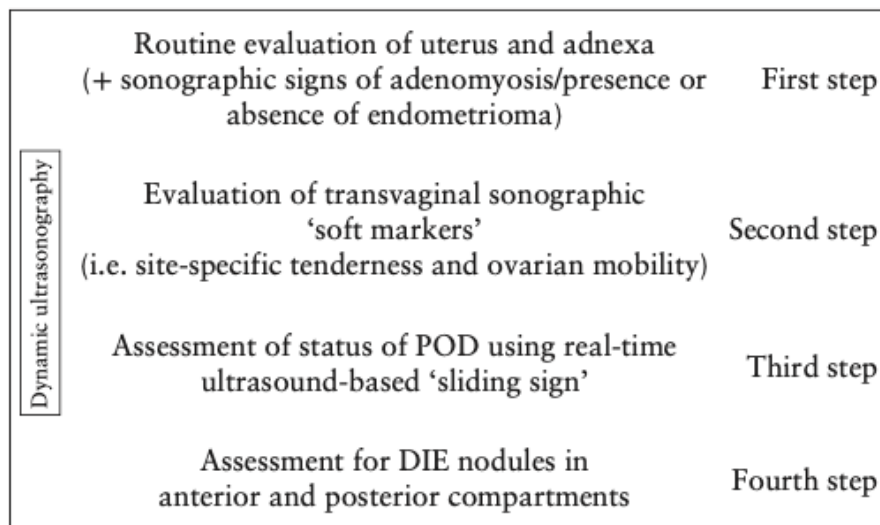 Routine evaluation of uterus and adnexa
(+ sonographic signs of adenomyosis/presence or
absence of endometrioma)
First step
Dynamic ultrasonography
Evaluation of transvaginal sonographic
‘soft markers’
(i.e. site-specific tenderness and ovarian mobility)
Second step
Assessment of status of POD using real-time
ultrasound-based ‘sliding sign’
Third step
Assessment for DIE nodules in
anterior and posterior compartments
Fourth step